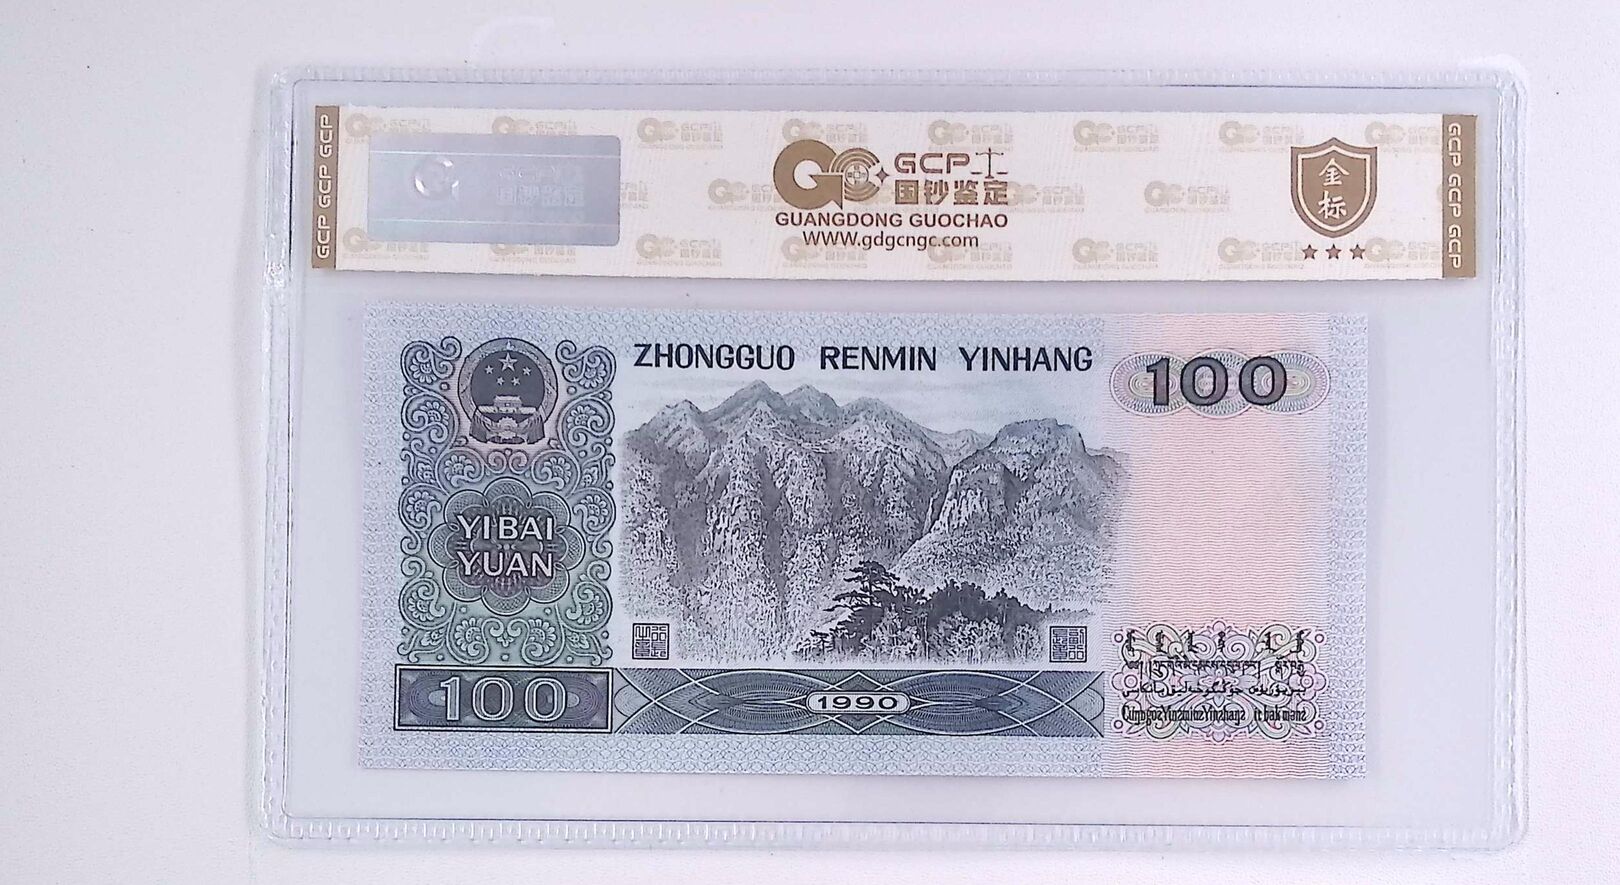 GCP GCP GCP
GCP
国钞鉴定
GUANGDONG GUOCHAO
WWW.gdgcngc.com
金
标
GCP GCP GCP
ZHONGGUO RENMIN YINHANG
100
YIBAI
YUAN
100
1990